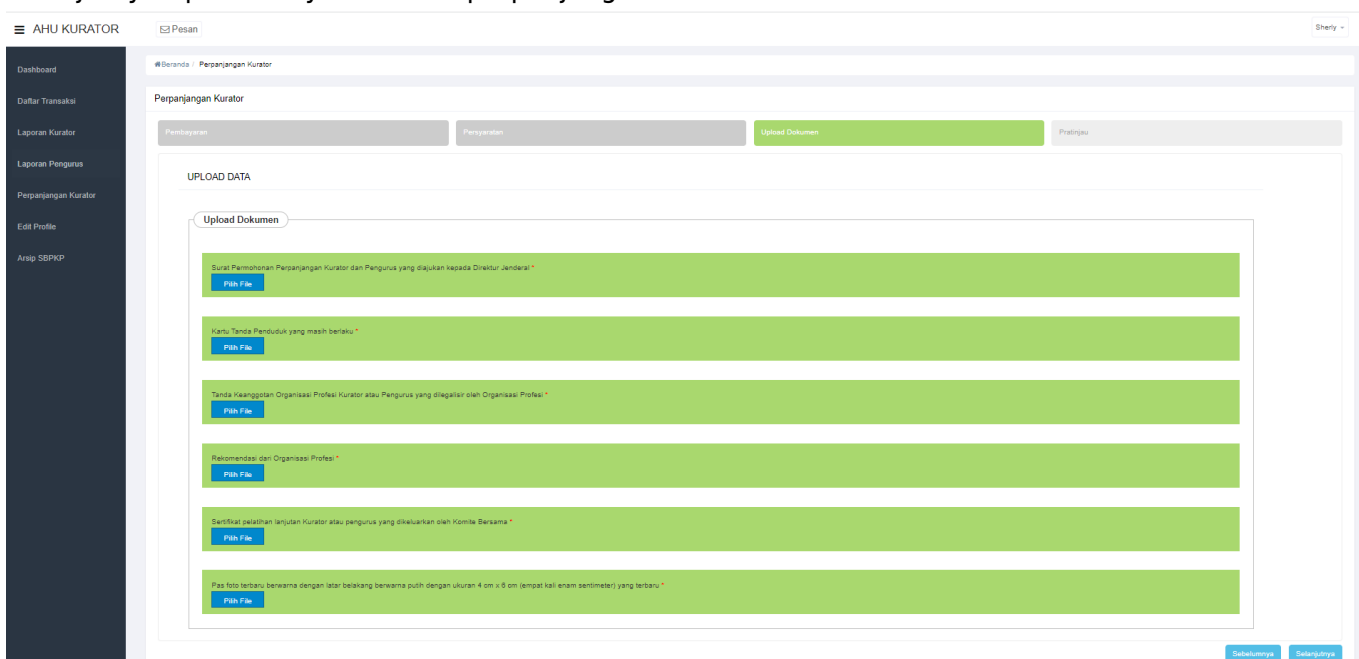 AHU KURATOR
Pesan
Sherly
Dashboard
Daftar Transaksi
Laporan Kurator
Laporan Pengurus
Perpanjangan Kurator
Edit Profile
Arsip SBPKP
Beranda / Perpanjangan Kurator
Perpanjangan Kurator
Pembayaran
Persyaratan
Upload Dokumen
Pratinjau
UPLOAD DATA
Upload Dokumen
Surat Permohonan Perpanjangan Kurator dan Pengurus yang diajukan kepada Direktur Jenderal *
Pilih File
Kartu Tanda Penduduk yang masih berlaku *
Pilih File
Tanda Keanggotan Organisasi Profesi Kurator atau Pengurus yang dilegalisir oleh Organisasi Profesi *
Pilih File
Rekomendasi dari Organisasi Profesi *
Pilih File
Sertifikat pelatihan lanjutan Kurator atau pengurus yang dikeluarkan oleh Komite Bersama *
Pilih File
Pas foto terbaru berwarna dengan latar belakang berwarna putih dengan ukuran 4 cm x 6 cm (empat kali enam sentimeter) yang terbaru *
Pilih File
Sebelumnya
Selanjutnya